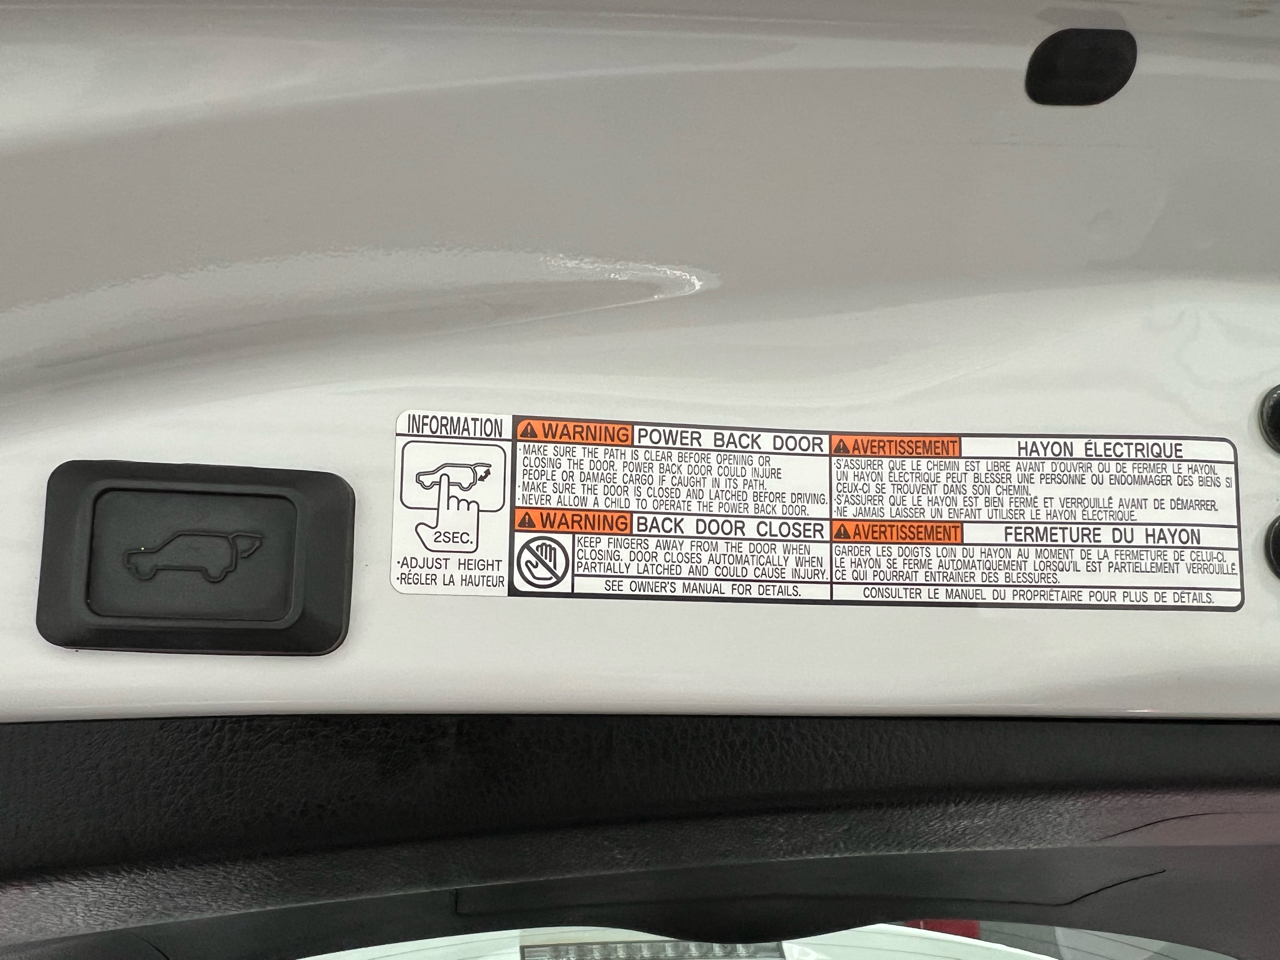 INFORMATION
2SEC.
·ADJUST HEIGHT
·RÉGLER LA HAUTEUR
WARNING POWER BACK DOOR
·MAKE SURE THE PATH IS CLEAR BEFORE OPENING OR
CLOSING THE DOOR. POWER BACK DOOR COULD INJURE
PEOPLE OR DAMAGE CARGO IF CAUGHT IN ITS PATH.
·MAKE SURE THE DOOR IS CLOSED AND LATCHED BEFORE DRIVING.
·NEVER ALLOW A CHILD TO OPERATE THE POWER BACK DOOR.
WARNING BACK DOOR CLOSER
KEEP FINGERS AWAY FROM THE DOOR WHEN
CLOSING. DOOR CLOSES AUTOMATICALLY WHEN
PARTIALLY LATCHED AND COULD CAUSE INJURY.
SEE OWNER'S MANUAL FOR DETAILS.
AVERTISSEMENT HAYON ÉLECTRIQUE
·S'ASSURER QUE LE CHEMIN EST LIBRE AVANT D'OUVRIR OU DE FERMER LE HAYON.
UN HAYON ÉLECTRIQUE PEUT BLESSER UNE PERSONNE OU ENDOMMAGER DES BIENS SI
CEUX-CI SE TROUVENT DANS SON CHEMIN.
·S'ASSURER QUE LE HAYON EST BIEN FERMÉ ET VERROUILLÉ AVANT DE DÉMARRER.
·NE JAMAIS LAISSER UN ENFANT UTILISER LE HAYON ÉLECTRIQUE.
AVERTISSEMENT FERMETURE DU HAYON
GARDER LES DOIGTS LOIN DU HAYON AU MOMENT DE LA FERMETURE DE CELUI-CI.
LE HAYON SE FERME AUTOMATIQUEMENT LORSQU'IL EST PARTIELLEMENT VERROUILLÉ,
CE QUI POURRAIT ENTRAÎNER DES BLESSURES.
CONSULTER LE MANUEL DU PROPRIÉTAIRE POUR PLUS DE DÉTAILS.